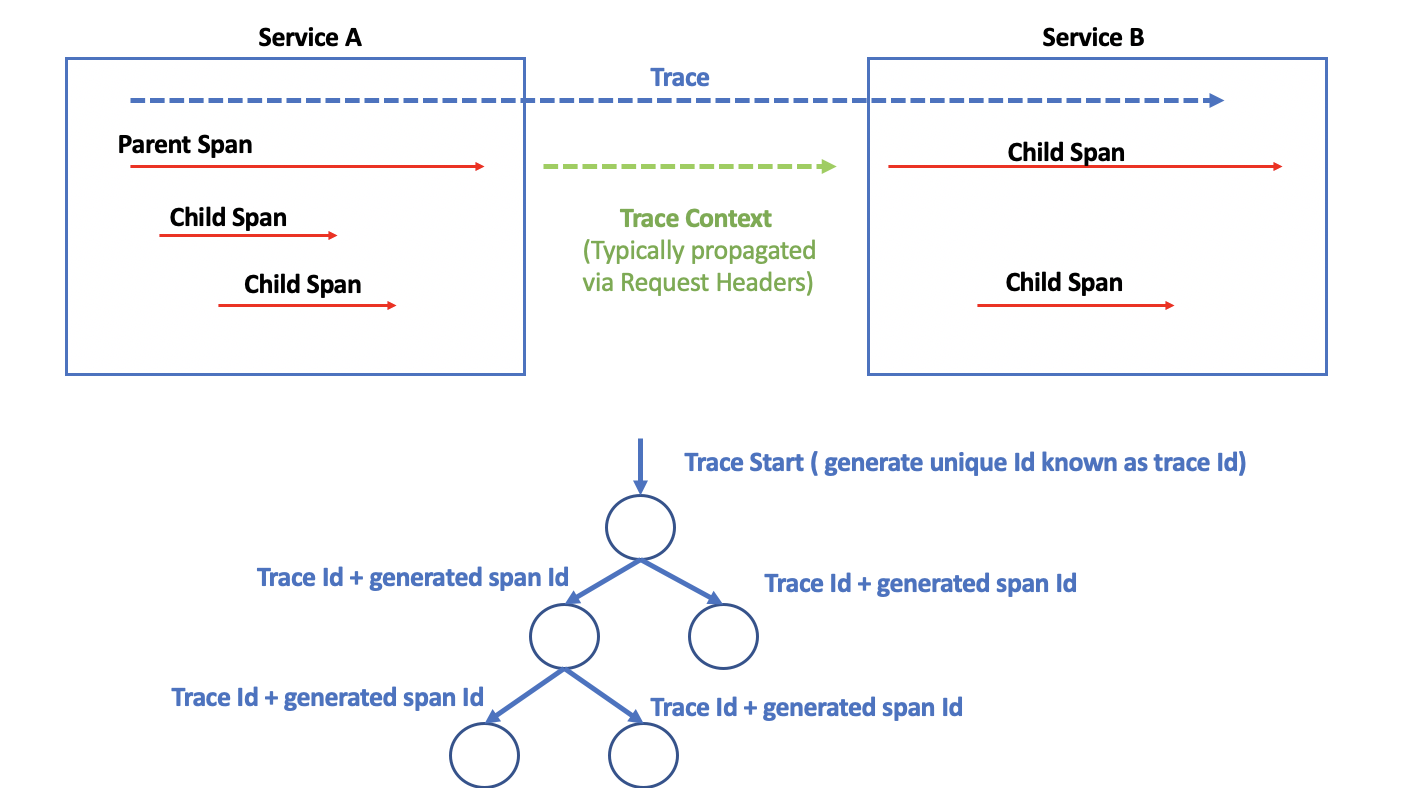 Service A
Service B
Trace
Parent Span
Child Span
Child Span
Trace Context
(Typically propagated
via Request Headers)
Child Span
Child Span
Trace Start ( generate unique Id known as trace Id)
Trace Id + generated span Id
Trace Id + generated span Id
Trace Id + generated span Id
Trace Id + generated span Id